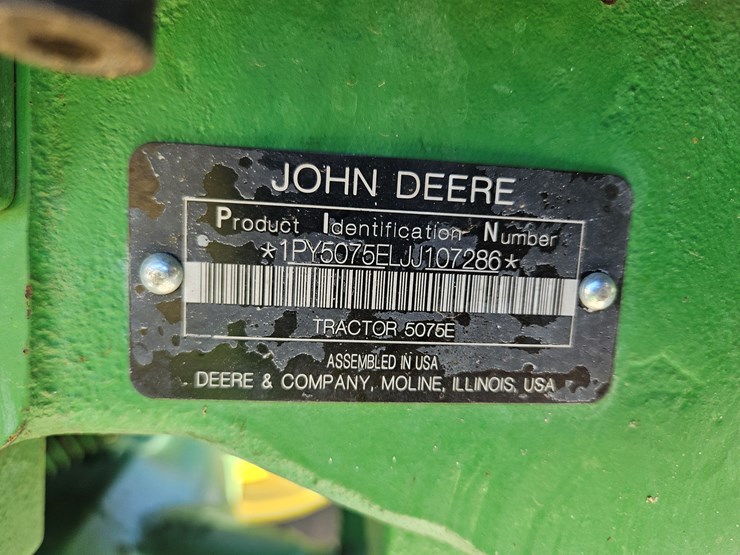 JOHN DEERE
Product Identification Number
*1PY5075ELJJ107286*
TRACTOR 5075E
ASSEMBLED IN USA
DEERE & COMPANY, MOLINE, ILLINOIS, USA